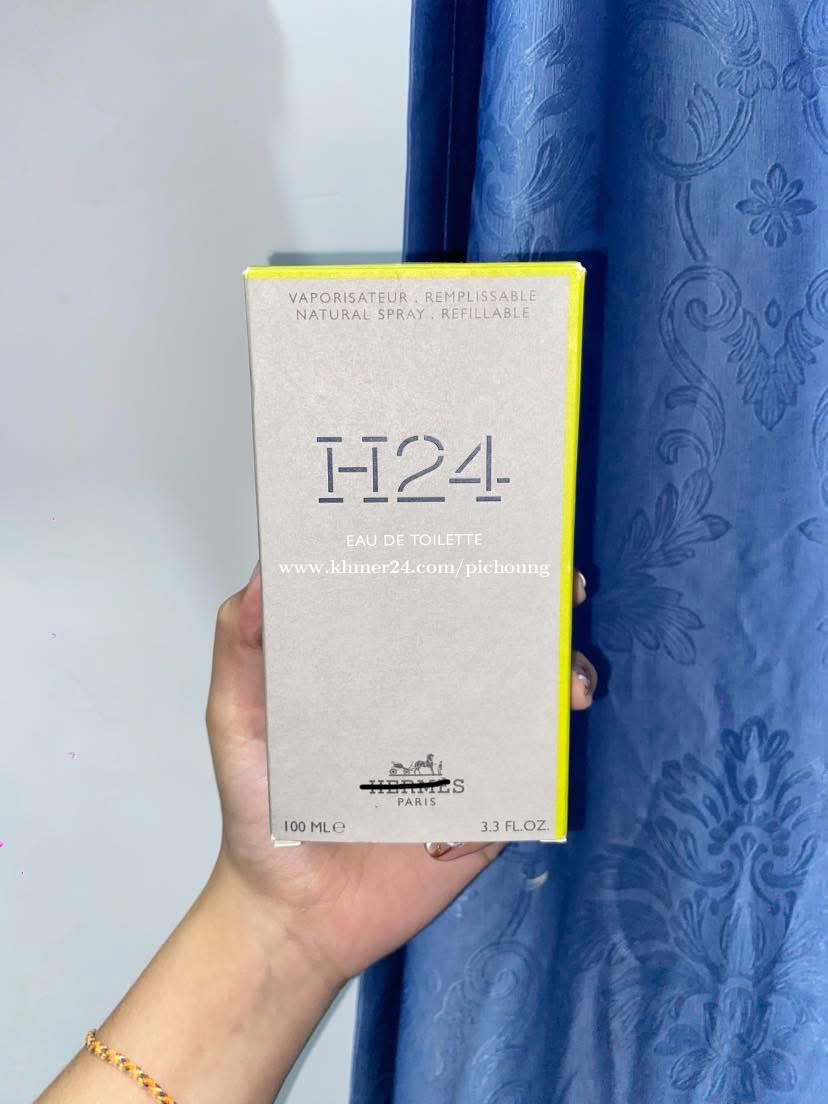 VAPORISATEUR . REMPLISSABLE
NATURAL SPRAY . REFILLABLE
H24
EAU DE TOILETTE
www.khmer24.com/pichoung
HERMES
PARIS
100 ML℮ 3.3 FL.OZ.